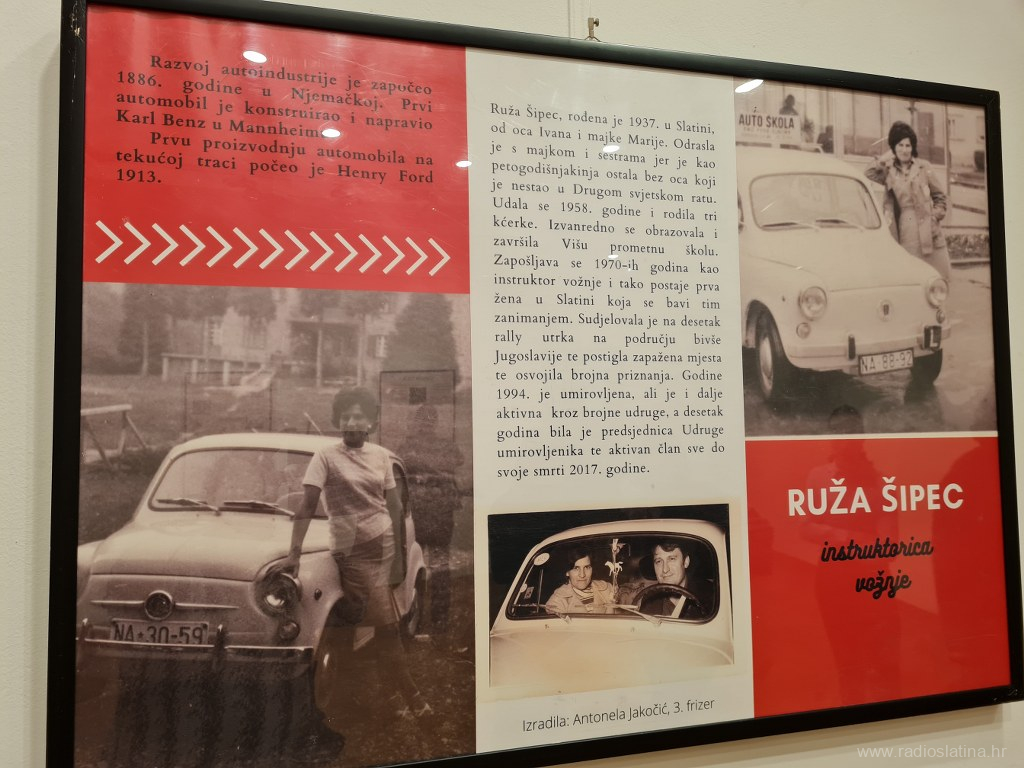 Razvoj autoindustrije je započeo
1886. godine u Njemačkoj. Prvi
automobil je konstruirao i napravio
Karl Benz u Mannheimu.
Prvu proizvodnju automobila na
tekućoj traci počeo je Henry Ford
1913.
NA•30-59
Ruža Šipec, rođena je 1937. u Slatini,
od oca Ivana i majke Marije. Odrasla
je s majkom i sestrama jer je kao
petogodišnjakinja ostala bez oca koji
je nestao u Drugom svjetskom ratu.
Udala se 1958. godine i rodila tri
kćerke. Izvanredno se obrazovala i
završila Višu prometnu školu.
Zapošljava se 1970-ih godina kao
instruktor vožnje i tako postaje prva
žena u Slatini koja se bavi tim
zanimanjem. Sudjelovala je na desetak
rally utrka na području bivše
Jugoslavije te postigla zapažena mjesta
te osvojila brojna priznanja. Godine
1994. je umirovljena, ali je i dalje
aktivna kroz brojne udruge, a desetak
godina bila je predsjednica Udruge
umirovljenika te aktivan član sve do
svoje smrti 2017. godine.
Izradila: Antonela Jakočić, 3. frizer
AUTO ŠKOLA
NA 88-92
L
RUŽA ŠIPEC
instruktorica
vožnje
www.radioslatina.hr